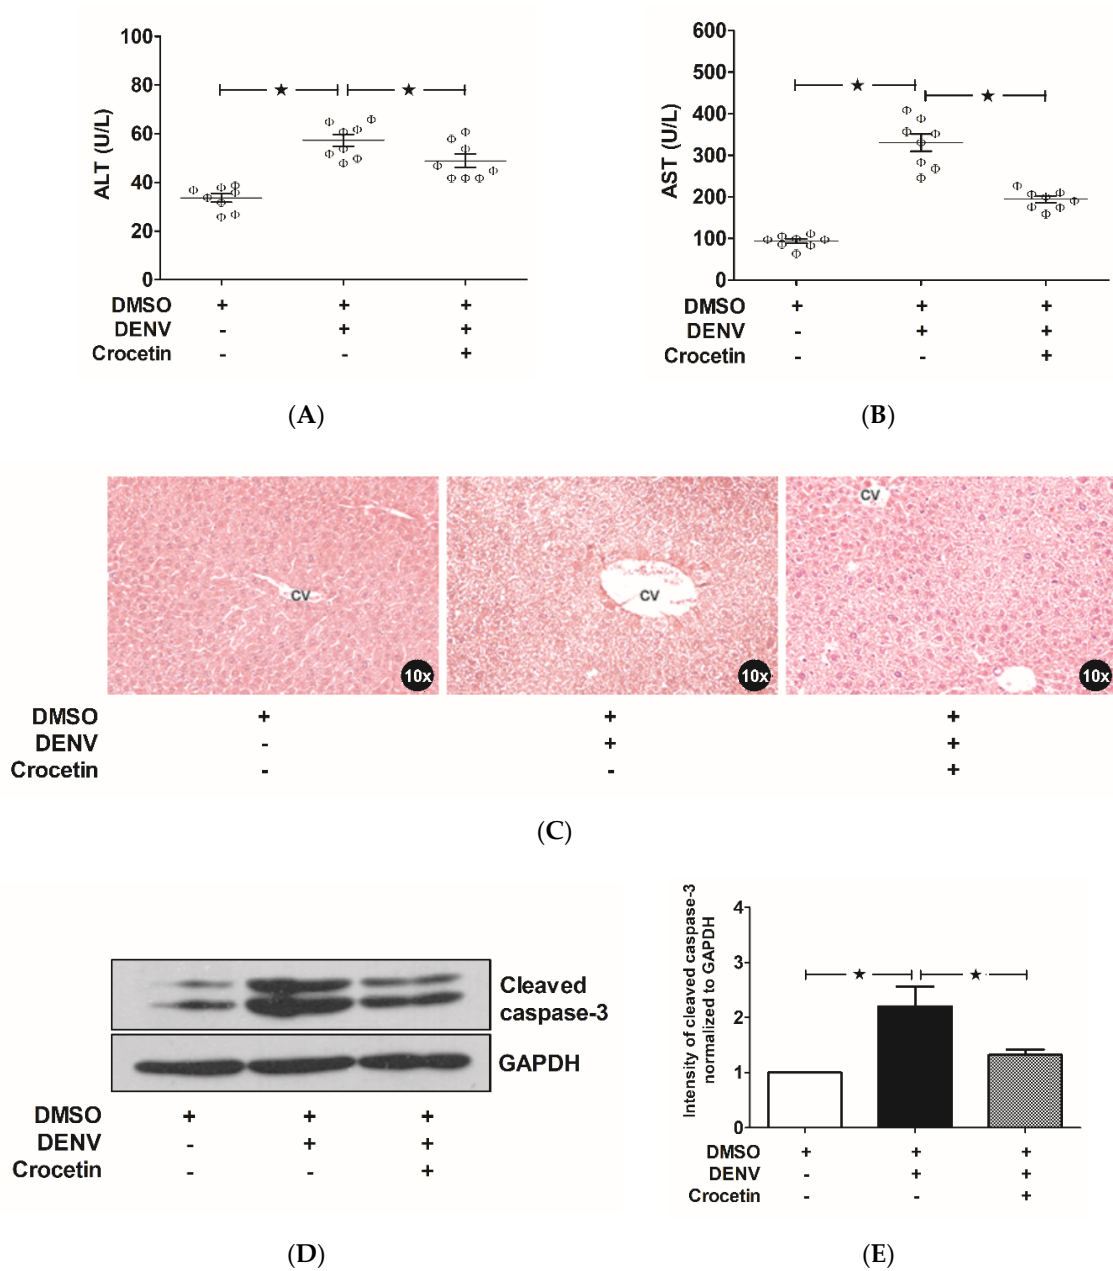 ALT (U/L)
100
80
60
40
20
0
★ ★
DMSO + + +
DENV - + +
Crocetin - - +
(A)
AST (U/L)
600
500
400
300
200
100
0
★ ★
DMSO + + +
DENV - + +
Crocetin - - +
(B)
CV CV CV
10x 10x 10x
DMSO + + +
DENV - + +
Crocetin - - +
(C)
Cleaved
caspase-3
GAPDH
DMSO + + +
DENV - + +
Crocetin - - +
(D)
Intensity of cleaved caspase-3
normalized to GAPDH
4
3
2
1
0
★ ★
DMSO + + +
DENV - + +
Crocetin - - +
(E)